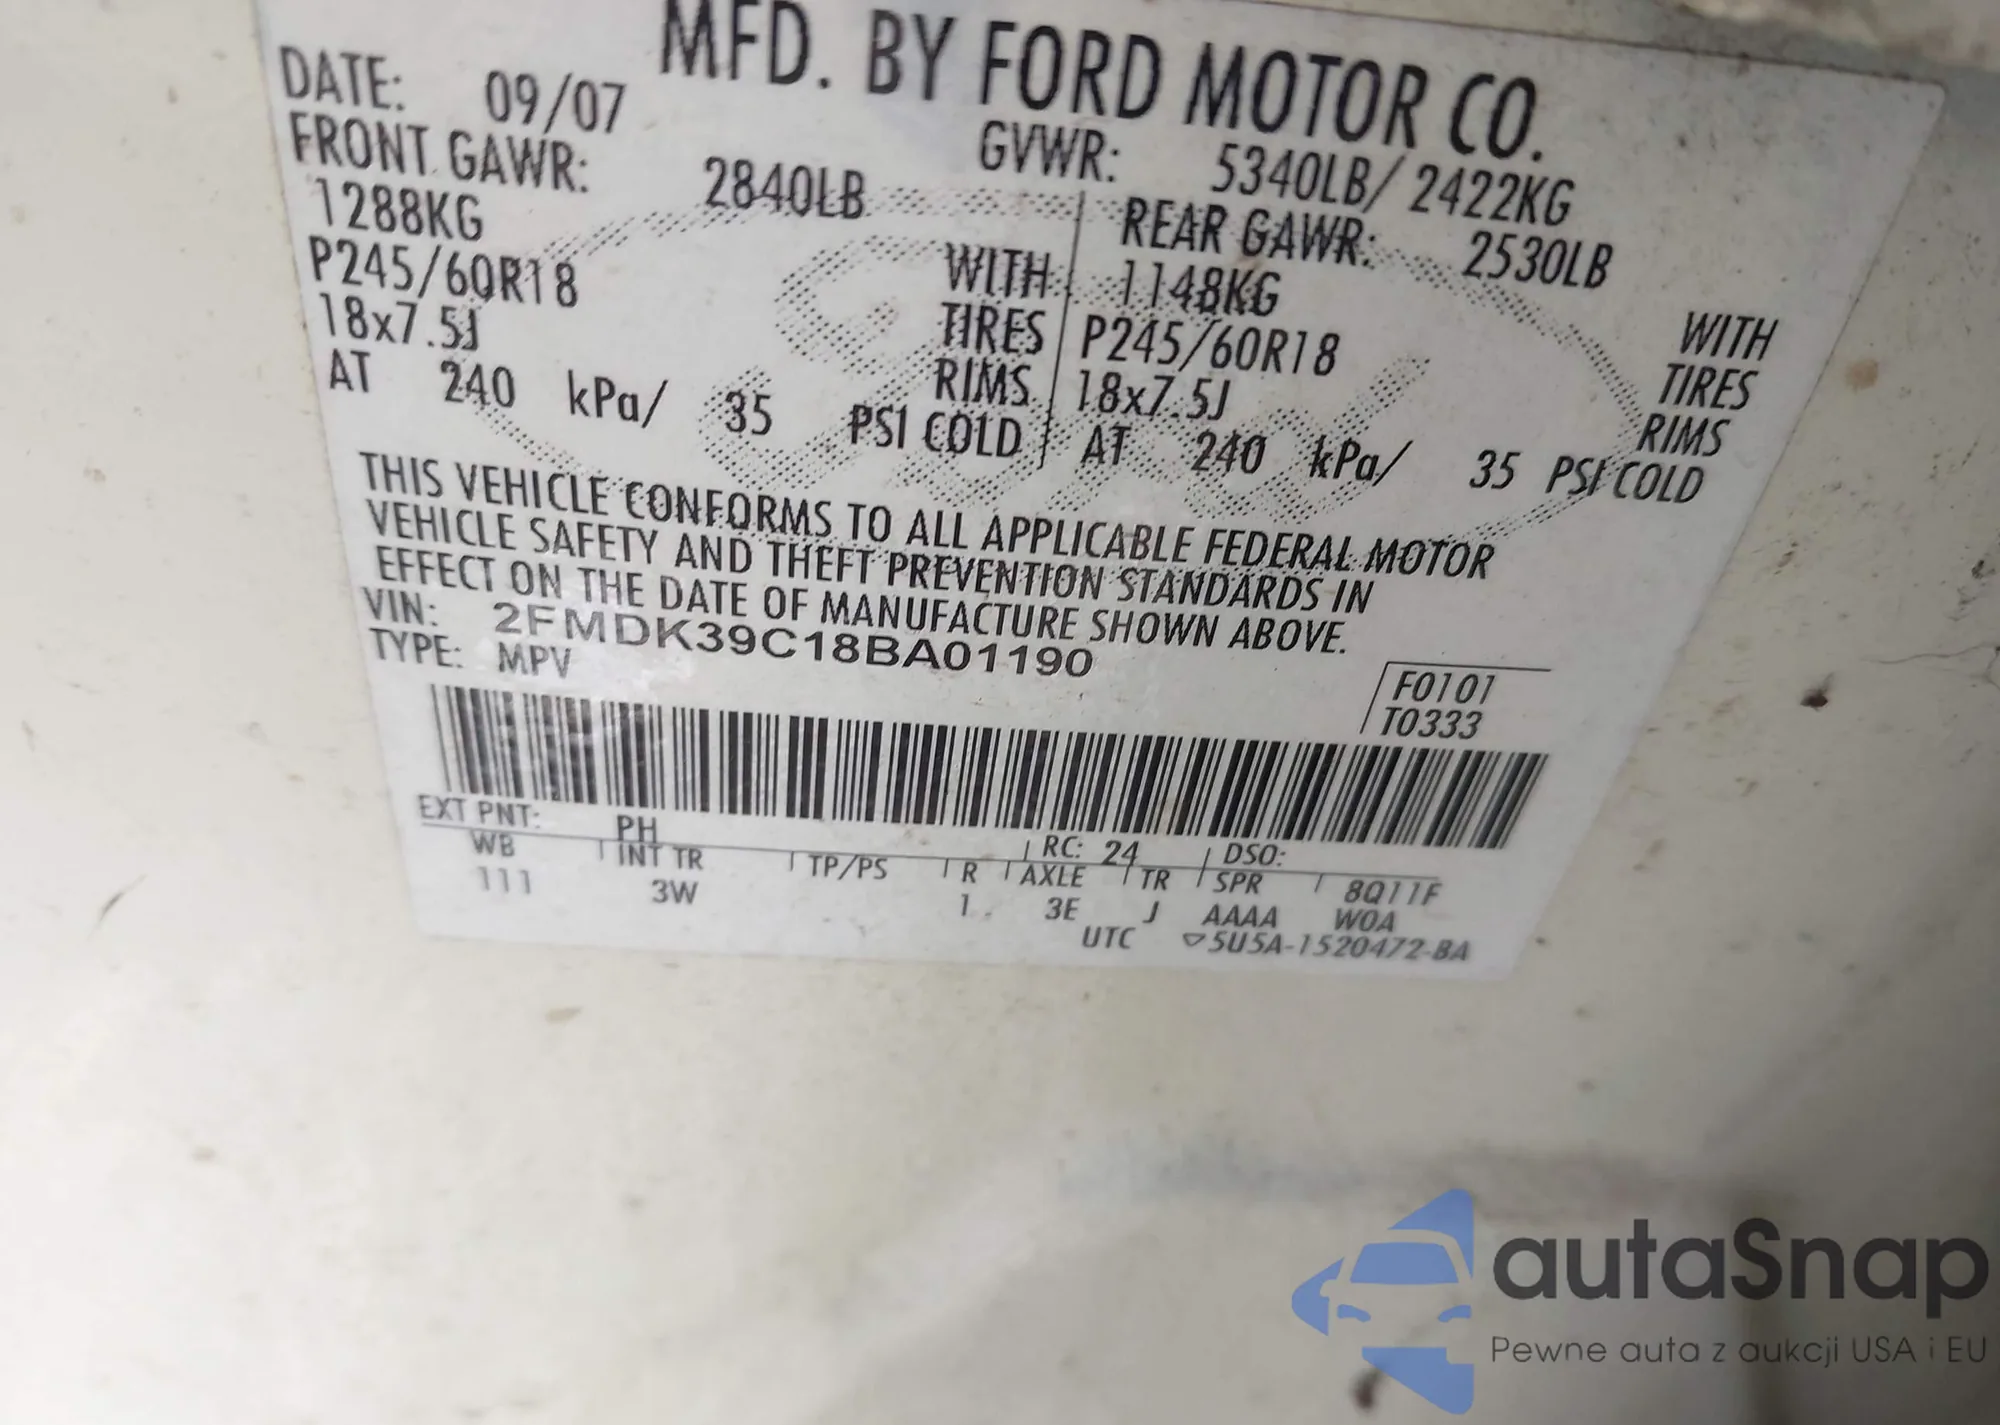 MFD. BY FORD MOTOR CO.
DATE: 09/07 GVWR: 5340LB/ 2422KG
FRONT GAWR: 2840LB REAR GAWR: 2530LB
1288KG WITH 1148KG WITH
P245/60R18 TIRES P245/60R18 TIRES
18x7.5J RIMS 18x7.5J RIMS
AT 240 kPa/ 35 PSI COLD AT 240 kPa/ 35 PSI COLD
THIS VEHICLE CONFORMS TO ALL APPLICABLE FEDERAL MOTOR
VEHICLE SAFETY AND THEFT PREVENTION STANDARDS IN
EFFECT ON THE DATE OF MANUFACTURE SHOWN ABOVE.
VIN: 2FMDK39C18BA01190
TYPE: MPV
F0101
T0333
EXT PNT: PH RC: 24 DSO:
WB INT TR TP/PS R AXLE TR SPR 8Q11F
111 3W 1 3E J AAAA W0A
UTC ▽5U5A-1520472-BA
autaSnap
Pewne auta z aukcji USA i EU